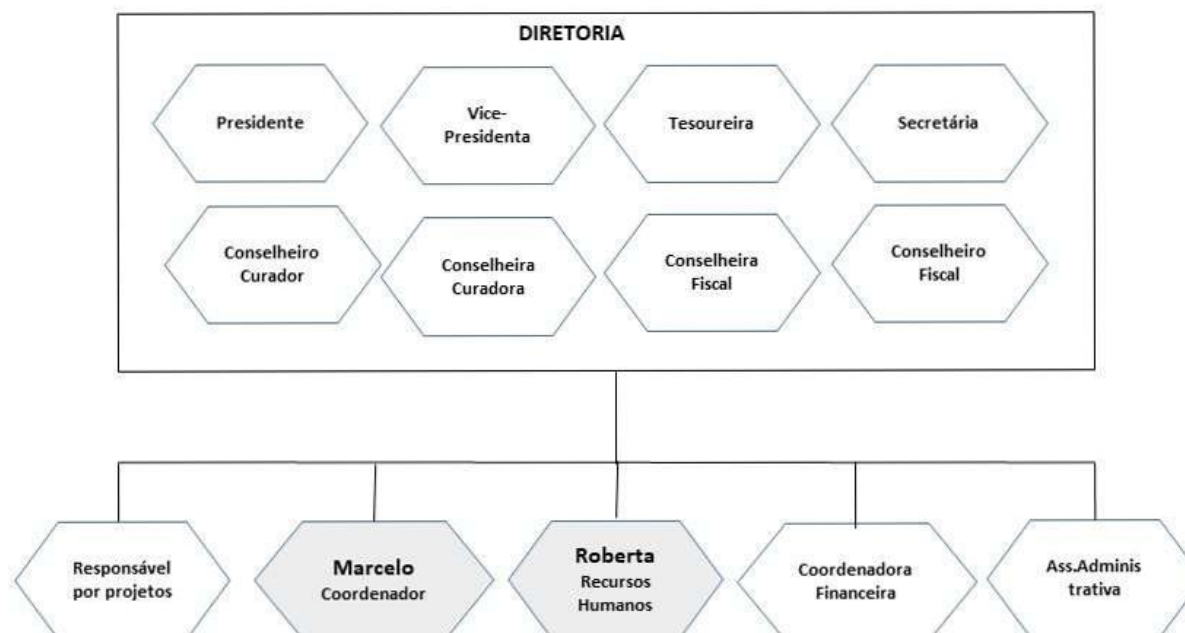 DIRETORIA
Presidente
Vice-
Presidenta
Tesoureira
Secretária
Conselheiro
Curador
Conselheira
Curadora
Conselheira
Fiscal
Conselheiro
Fiscal
Responsável
por projetos
Marcelo
Coordenador
Roberta
Recursos
Humanos
Coordenadora
Financeira
Ass.Adminis
trativa